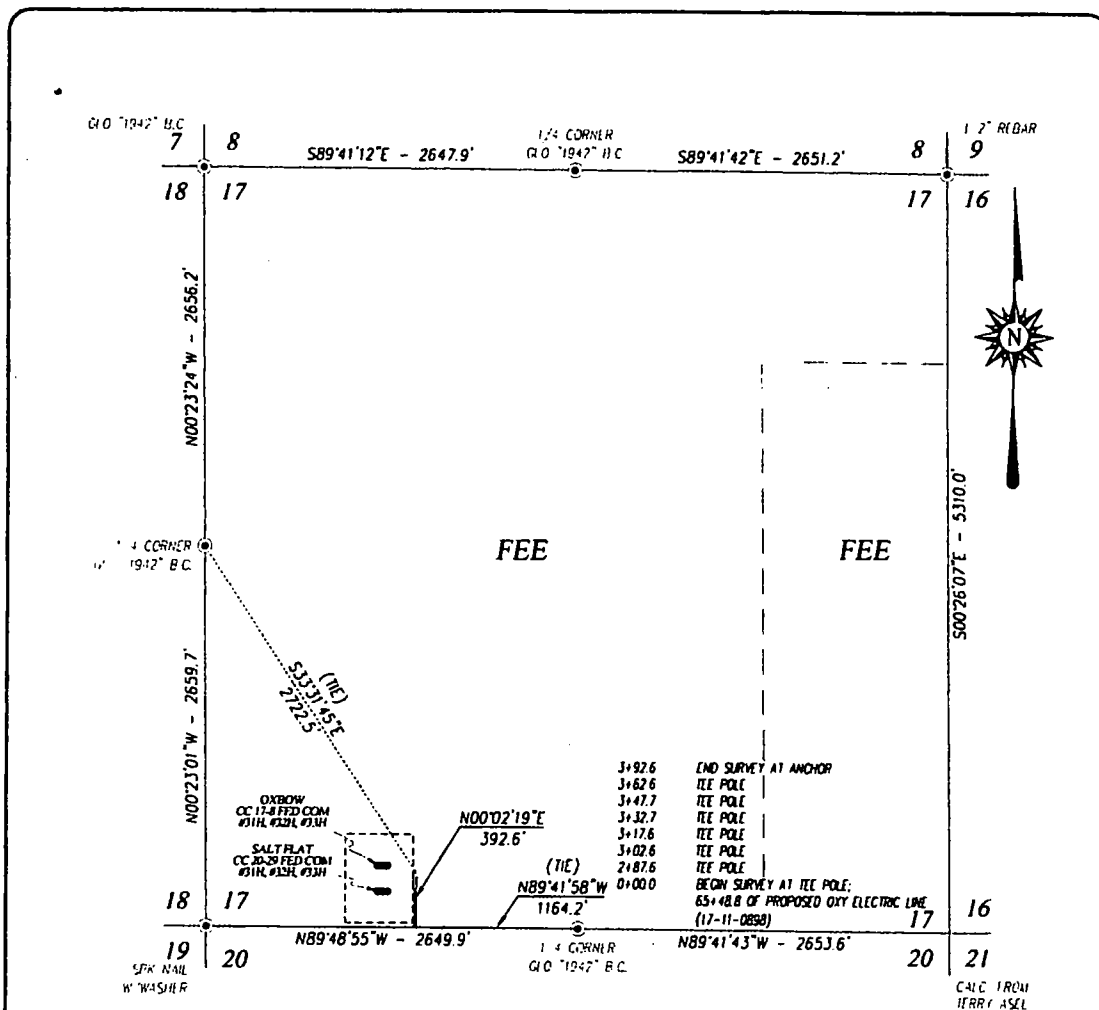 GLO "1942" B.C
7 8
1/4 CORNER
GLO "1942" B.C
1 2" REBAR
8 9
S89°41'12"E - 2647.9'
S89°41'42"E - 2651.2'
18 17
17 16
N00°23'24"W - 2656.2'
N
4 CORNER
1942" B.C.
FEE
FEE
S00°26'07"E - 5310.0'
(TIE)
S33°31'45"E
2722.5'
N00°23'01"W - 2659.7'
OXBOW
CC 17-8 FED COM
#31H, #32H, #33H
SALT FLAT
CC 20-29 FED COM
#31H, #32H, #33H
N00°02'19"E
392.6'
(TIE)
N89°41'58"W
1164.2'
3+92.6 END SURVEY AT ANCHOR
3+62.6 TEE POLE
3+47.7 TEE POLE
3+32.7 TEE POLE
3+17.6 TEE POLE
3+02.6 TEE POLE
2+87.6 TEE POLE
0+00.0 BEGIN SURVEY AT TEE POLE;
65+48.8 OF PROPOSED OXY ELECTRIC LINE
(17-11-0898)
18 17
17 16
N89°48'55"W - 2649.9'
N89°41'43"W - 2653.6'
19 20
1 4 CORNER
GLO "1942" B.C.
20 21
SPK NAIL
W WASHER
CALC FROM
TERRY ASEL